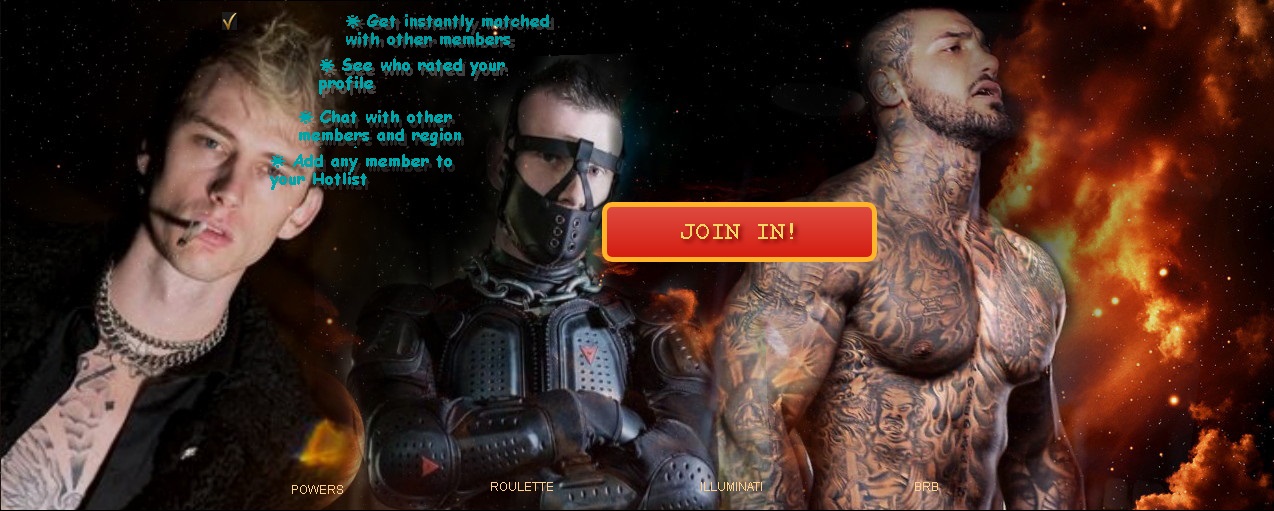 ✵ Get instantly matched
with other members
✵ See who rated your
profile
✵ Chat with other
members and region
✵ Add any member to
your Hotlist
JOIN IN!
POWERS
ROULETTE
ILLUMINATI
BRB